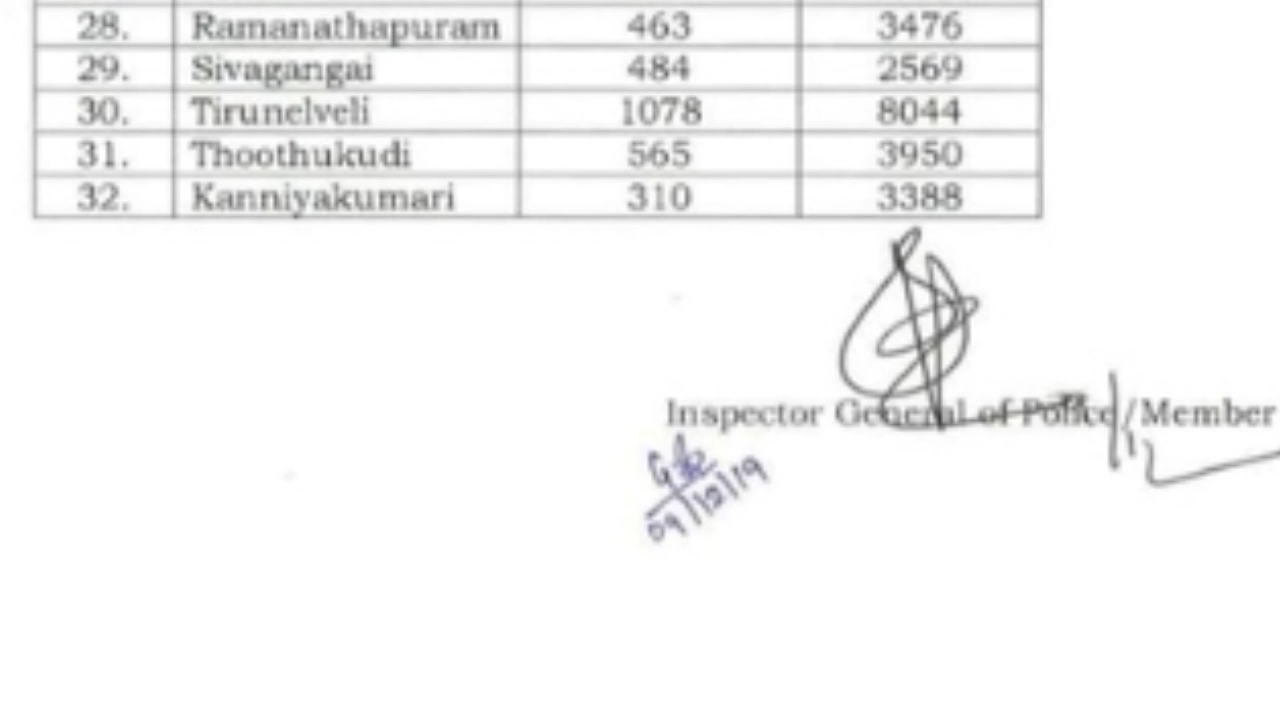 28. Ramanathapuram 463 3476
29. Sivagangai 484 2569
30. Tirunelveli 1078 8044
31. Thoothukudi 565 3950
32. Kanniyakumari 310 3388
Inspector General of Police/Member
09/12/19